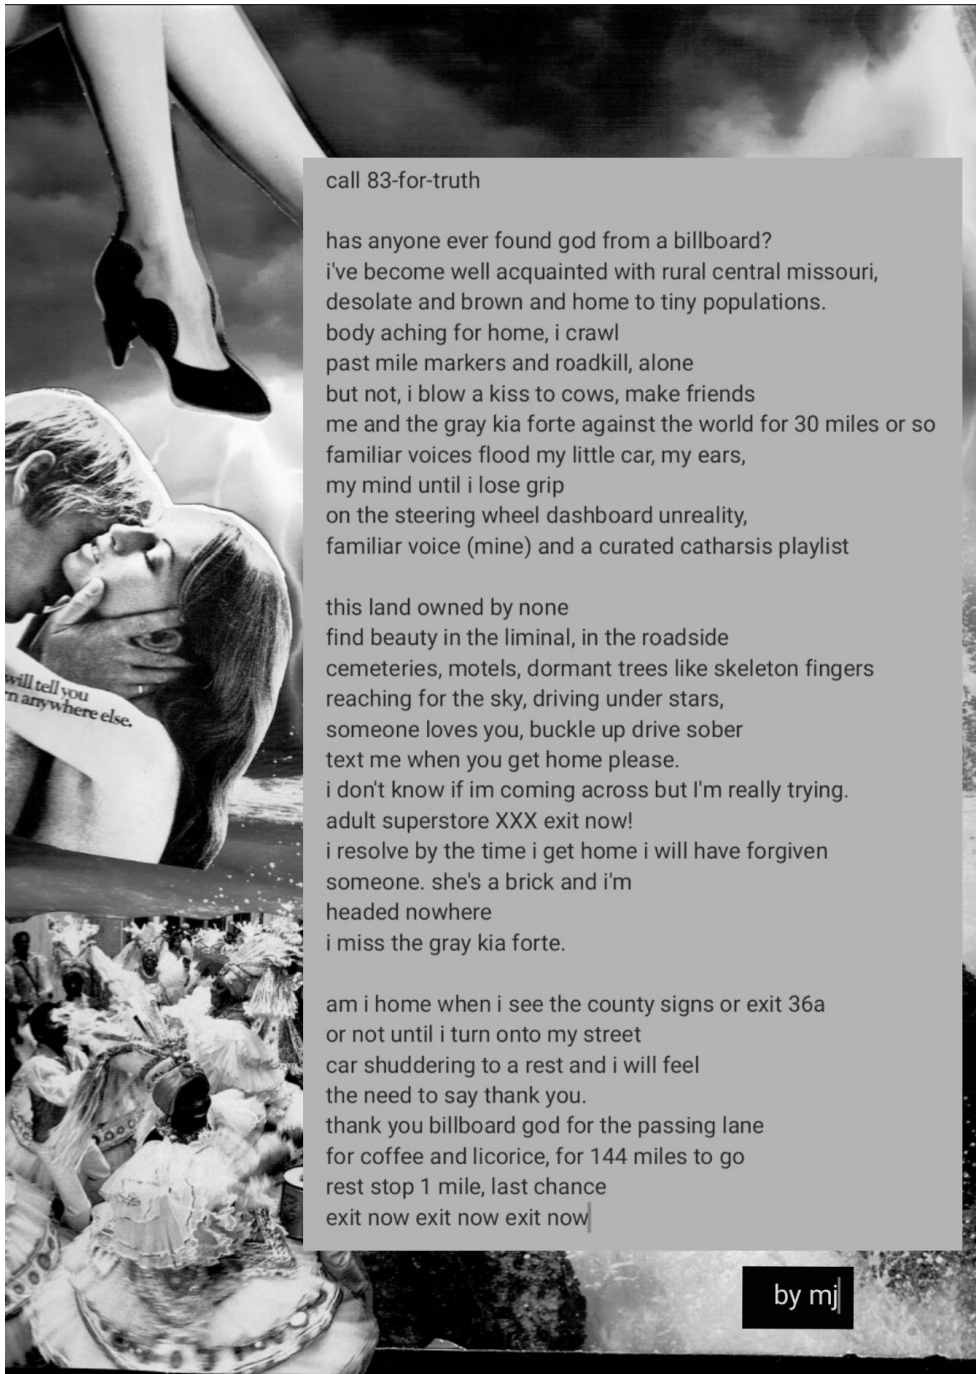 call 83-for-truth
has anyone ever found god from a billboard?
i've become well acquainted with rural central missouri,
desolate and brown and home to tiny populations.
body aching for home, i crawl
past mile markers and roadkill, alone
but not, i blow a kiss to cows, make friends
me and the gray kia forte against the world for 30 miles or so
familiar voices flood my little car, my ears,
my mind until i lose grip
on the steering wheel dashboard unreality,
familiar voice (mine) and a curated catharsis playlist
this land owned by none
find beauty in the liminal, in the roadside
cemeteries, motels, dormant trees like skeleton fingers
reaching for the sky, driving under stars,
someone loves you, buckle up drive sober
text me when you get home please.
i don't know if im coming across but I'm really trying.
adult superstore XXX exit now!
i resolve by the time i get home i will have forgiven
someone. she's a brick and i'm
headed nowhere
i miss the gray kia forte.
am i home when i see the county signs or exit 36a
or not until i turn onto my street
car shuddering to a rest and i will feel
the need to say thank you.
thank you billboard god for the passing lane
for coffee and licorice, for 144 miles to go
rest stop 1 mile, last chance
exit now exit now exit now
will tell you
anywhere else.
by mj